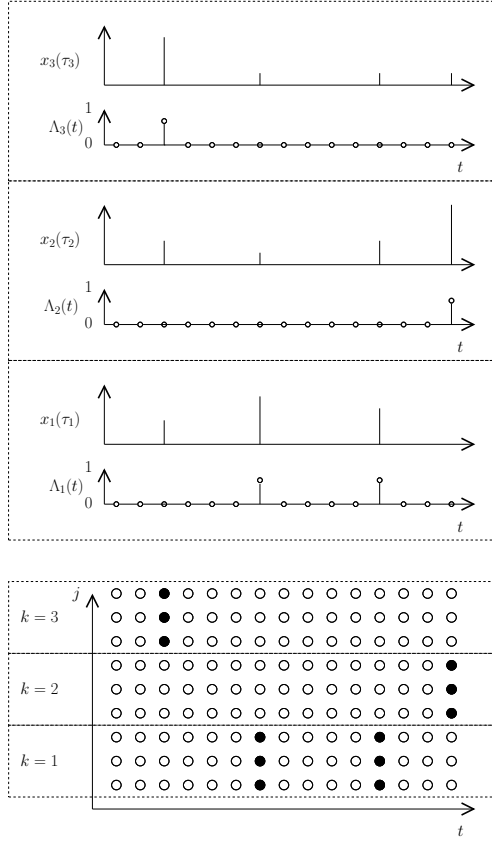 x₃(τ₃)
1
Λ₃(t)
0
t
x₂(τ₂)
1
Λ₂(t)
0
t
x₁(τ₁)
1
Λ₁(t)
0
t
j
k = 3
k = 2
k = 1
t